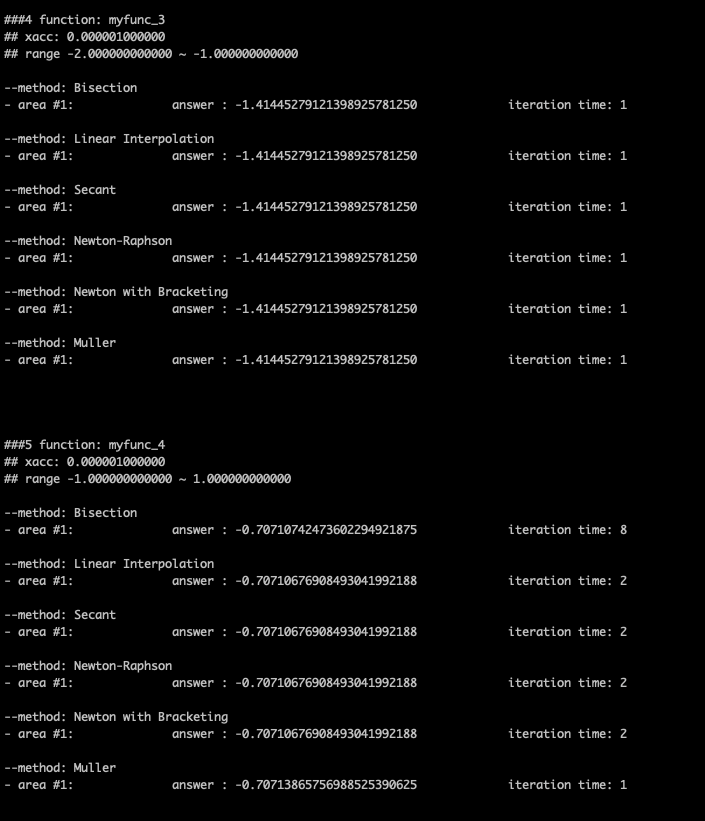 ###4 function: myfunc_3
## xacc: 0.000001000000
## range -2.000000000000 ~ -1.000000000000
--method: Bisection
- area #1: answer : -1.41445279121398925781250 iteration time: 1
--method: Linear Interpolation
- area #1: answer : -1.41445279121398925781250 iteration time: 1
--method: Secant
- area #1: answer : -1.41445279121398925781250 iteration time: 1
--method: Newton-Raphson
- area #1: answer : -1.41445279121398925781250 iteration time: 1
--method: Newton with Bracketing
- area #1: answer : -1.41445279121398925781250 iteration time: 1
--method: Muller
- area #1: answer : -1.41445279121398925781250 iteration time: 1
###5 function: myfunc_4
## xacc: 0.000001000000
## range -1.000000000000 ~ 1.000000000000
--method: Bisection
- area #1: answer : -0.70710742473602294921875 iteration time: 8
--method: Linear Interpolation
- area #1: answer : -0.70710676908493041992188 iteration time: 2
--method: Secant
- area #1: answer : -0.70710676908493041992188 iteration time: 2
--method: Newton-Raphson
- area #1: answer : -0.70710676908493041992188 iteration time: 2
--method: Newton with Bracketing
- area #1: answer : -0.70710676908493041992188 iteration time: 2
--method: Muller
- area #1: answer : -0.70713865756988525390625 iteration time: 1